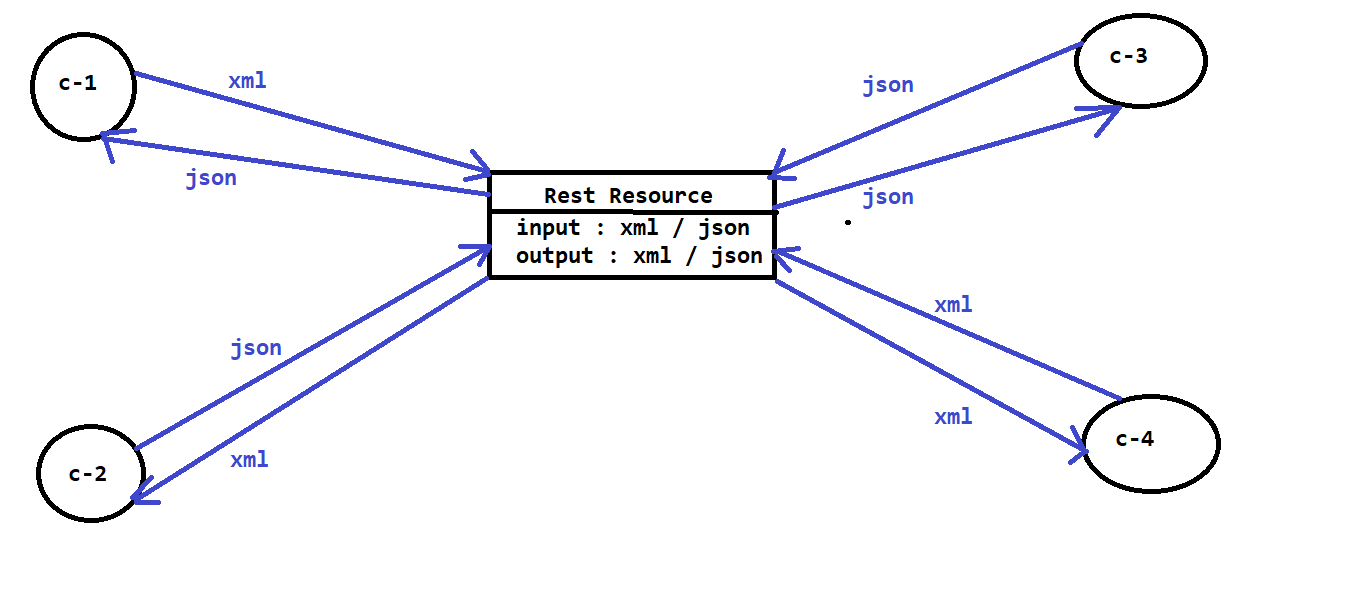 c-1
xml
json
c-3
json
json
Rest Resource
input : xml / json
output : xml / json
json
xml
c-2
xml
xml
c-4